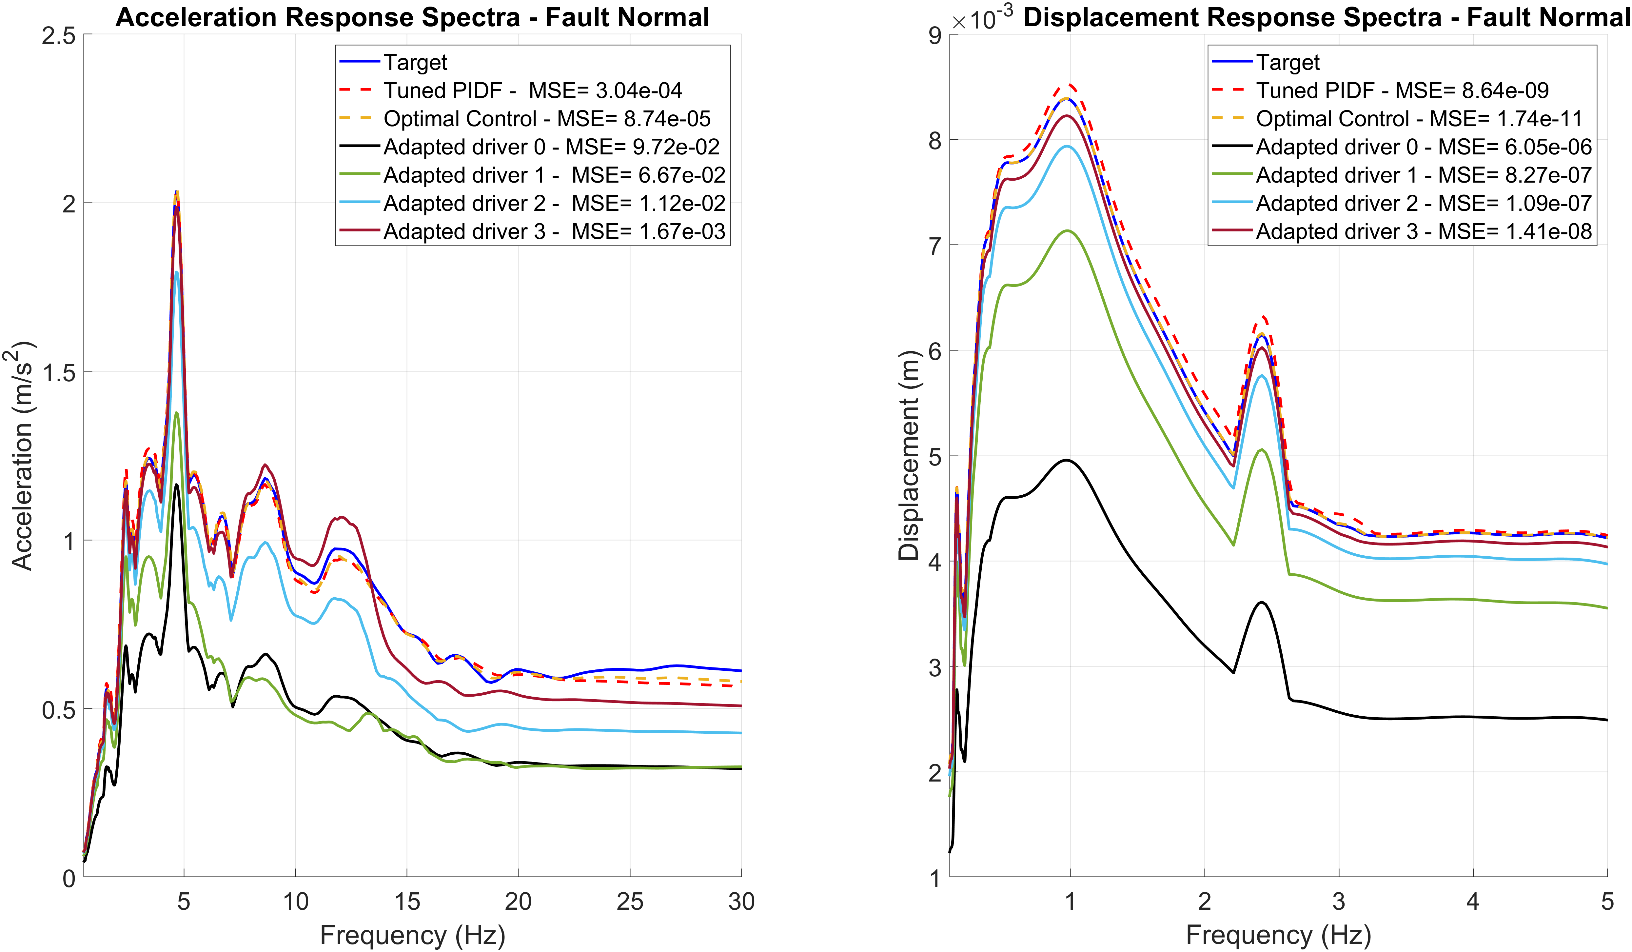 Acceleration Response Spectra - Fault Normal
2.5
2
1.5
1
0.5
0
5
10
15
20
25
30
Acceleration (m/s²)
Frequency (Hz)
Target
Tuned PIDF - MSE= 3.04e-04
Optimal Control - MSE= 8.74e-05
Adapted driver 0 - MSE= 9.72e-02
Adapted driver 1 - MSE= 6.67e-02
Adapted driver 2 - MSE= 1.12e-02
Adapted driver 3 - MSE= 1.67e-03
×10⁻³
Displacement Response Spectra - Fault Normal
9
8
7
6
5
4
3
2
1
1
2
3
4
5
Displacement (m)
Frequency (Hz)
Target
Tuned PIDF - MSE= 8.64e-09
Optimal Control - MSE= 1.74e-11
Adapted driver 0 - MSE= 6.05e-06
Adapted driver 1 - MSE= 8.27e-07
Adapted driver 2 - MSE= 1.09e-07
Adapted driver 3 - MSE= 1.41e-08